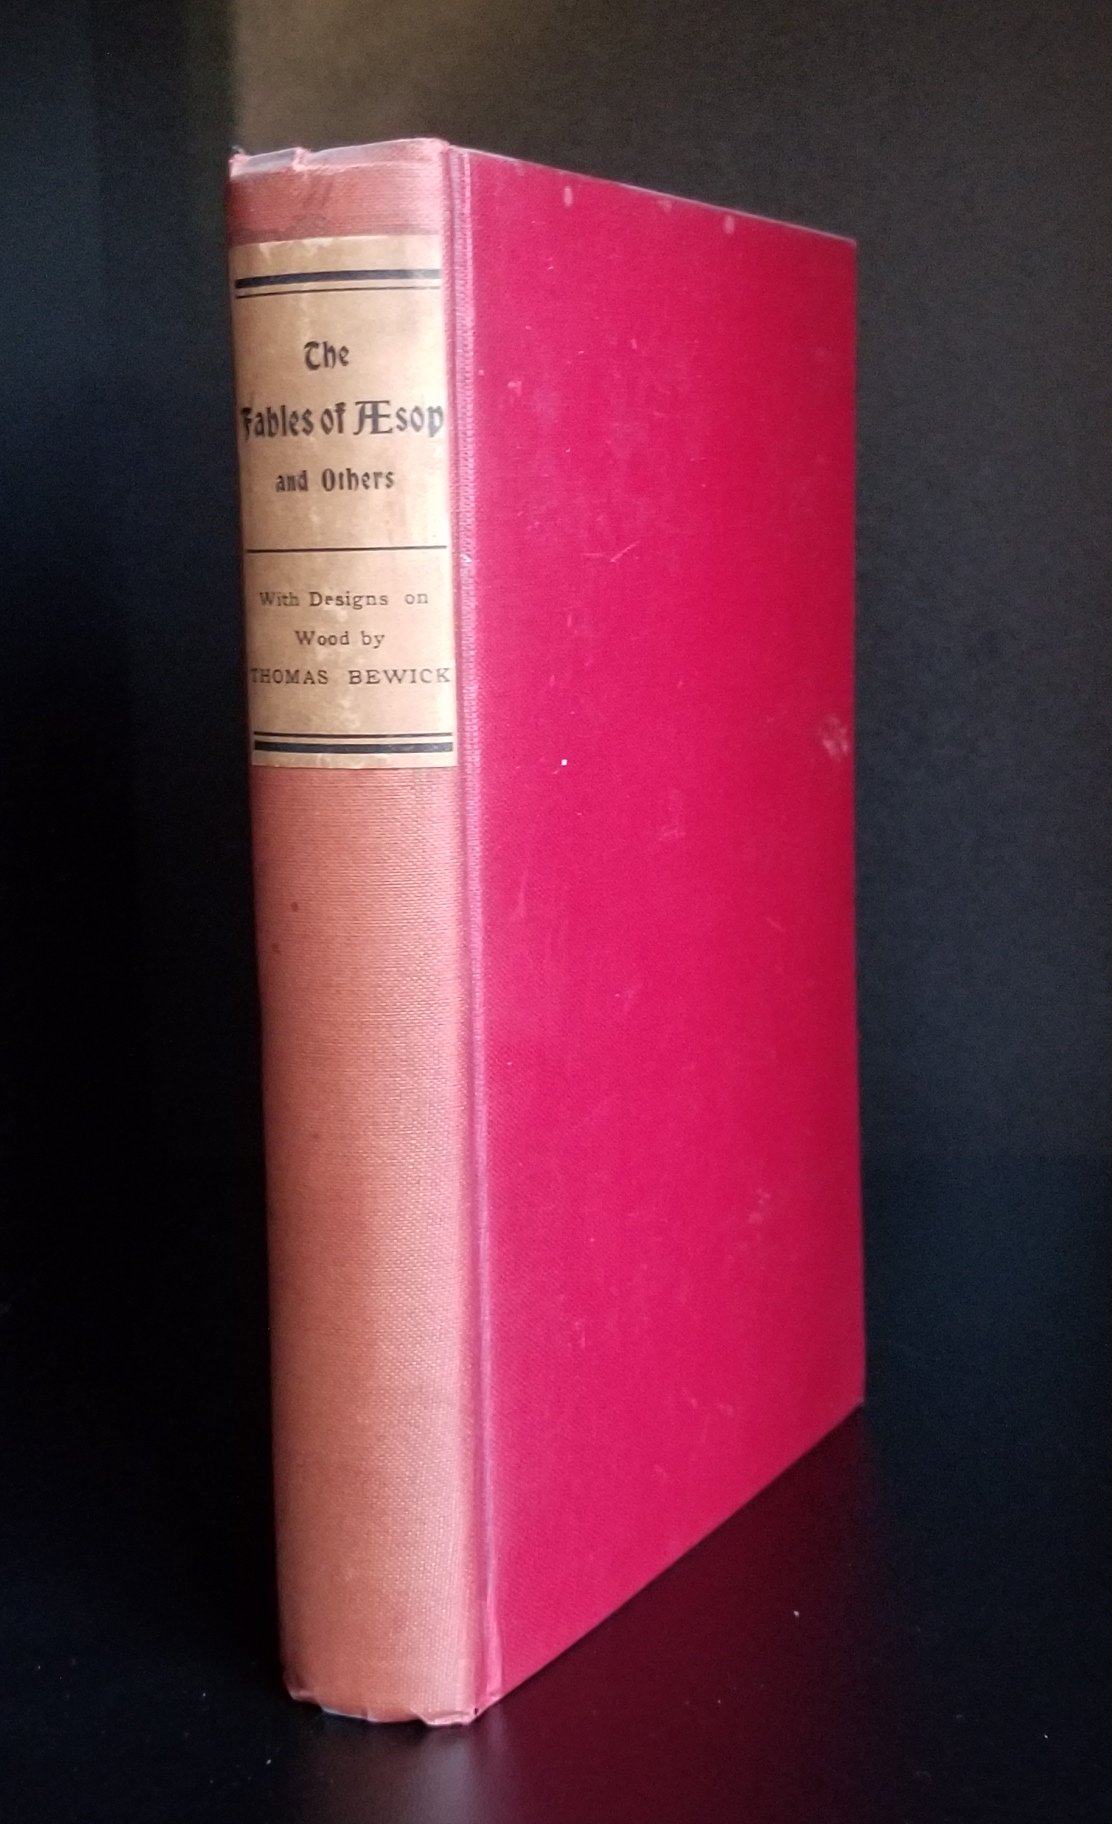 The
Fables of Æsop
and Others
With Designs on
Wood by
THOMAS BEWICK